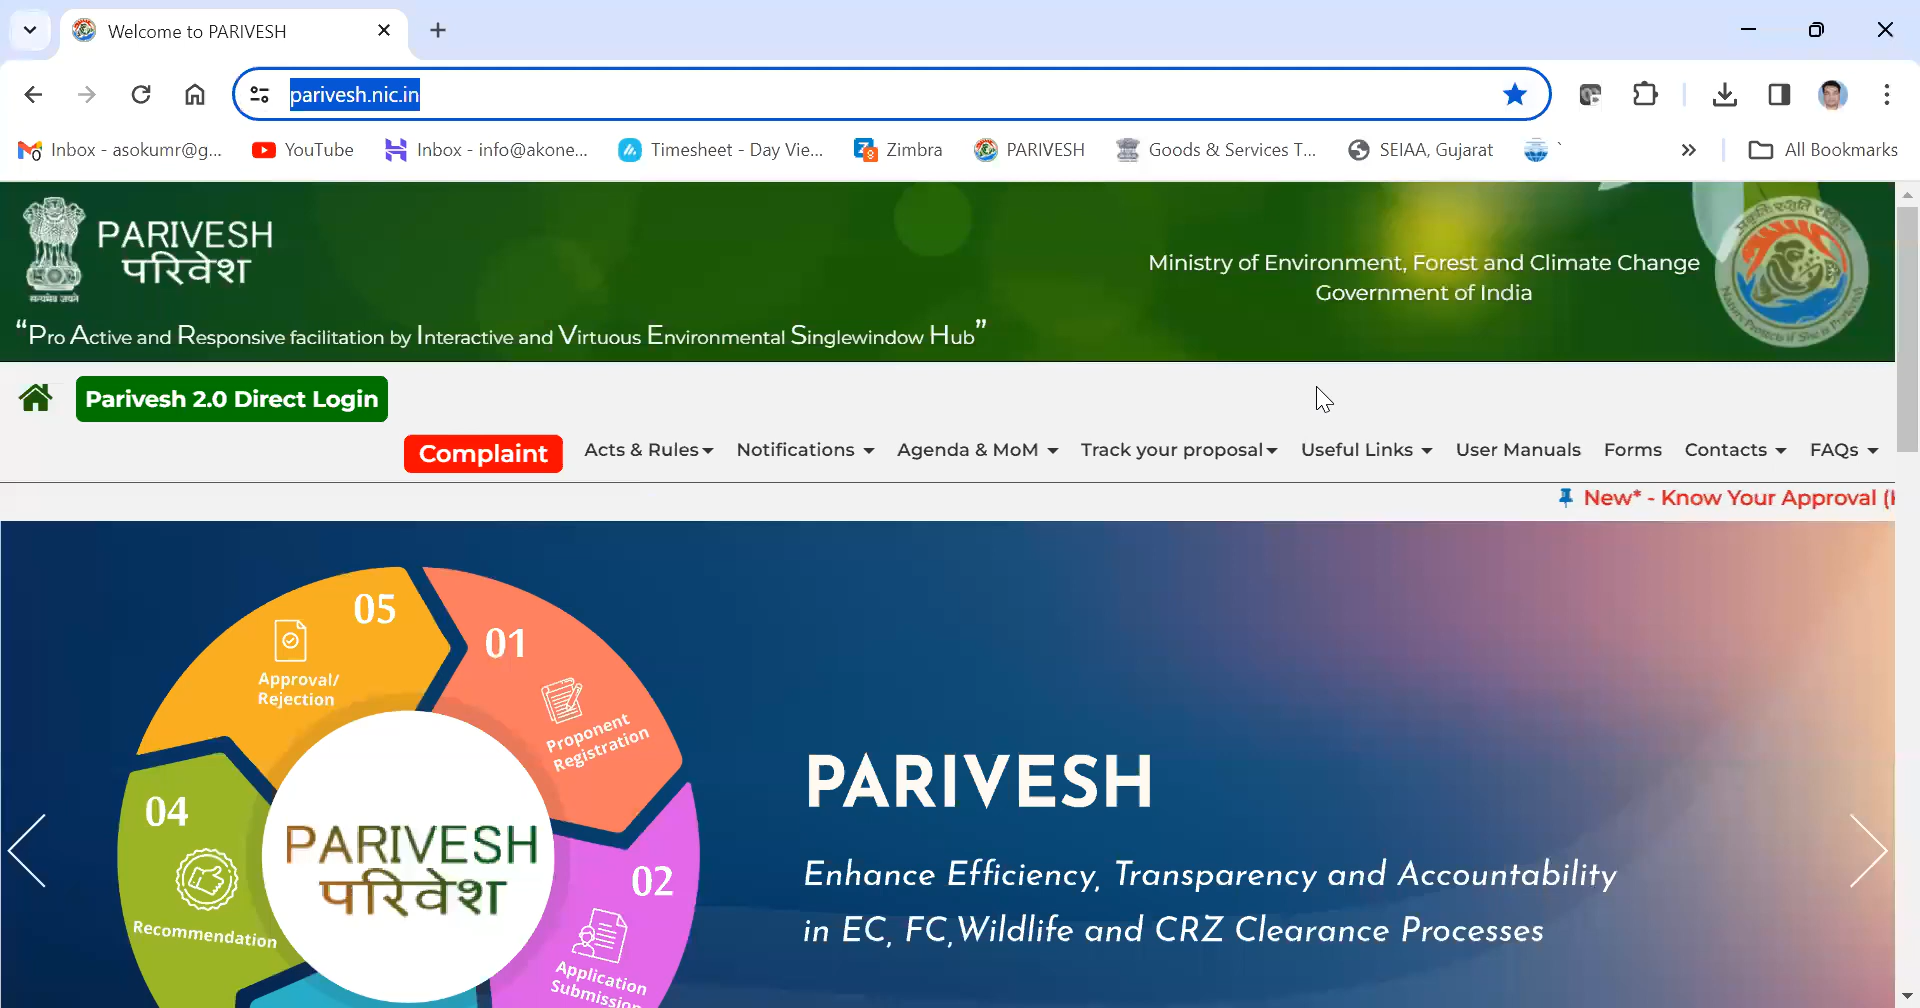 Welcome to PARIVESH
parivesh.nic.in
Inbox - asokumr@g...
YouTube
Inbox - info@akone...
Timesheet - Day Vie...
Zimbra
PARIVESH
Goods & Services T...
SEIAA, Gujarat
`
»
All Bookmarks
PARIVESH
परिवेश
सत्यमेव जयते
"Pro Active and Responsive facilitation by Interactive and Virtuous Environmental Singlewindow Hub"
Ministry of Environment, Forest and Climate Change
Government of India
Parivesh 2.0 Direct Login
Complaint
Acts & Rules
Notifications
Agenda & MoM
Track your proposal
Useful Links
User Manuals
Forms
Contacts
FAQs
New* - Know Your Approval (
05
Approval/
Rejection
01
Proponent
Registration
04
Recommendation
02
Application
Submission
PARIVESH
परिवेश
PARIVESH
Enhance Efficiency, Transparency and Accountability
in EC, FC,Wildlife and CRZ Clearance Processes